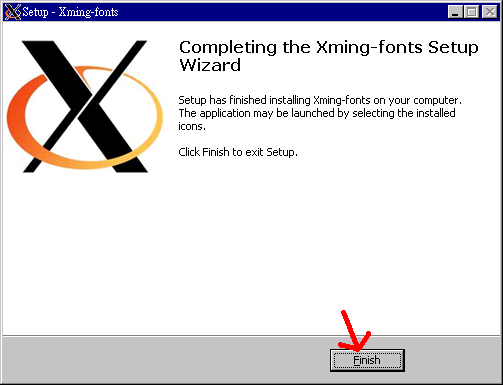 Setup - Xming-fonts
Completing the Xming-fonts Setup
Wizard
Setup has finished installing Xming-fonts on your computer.
The application may be launched by selecting the installed
icons.
Click Finish to exit Setup.
Finish